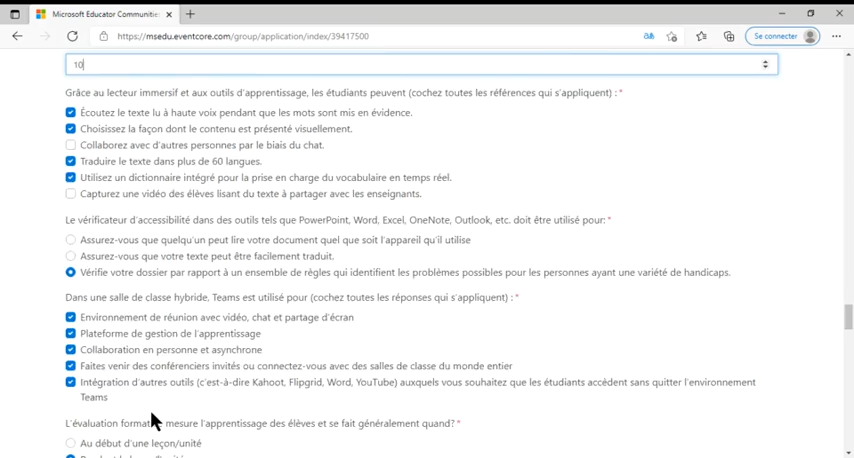 Microsoft Educator Communitie
https://msedu.eventcore.com/group/application/index/39417500
Se connecter
10
Grâce au lecteur immersif et aux outils d'apprentissage, les étudiants peuvent (cochez toutes les références qui s'appliquent) : *
Écoutez le texte lu à haute voix pendant que les mots sont mis en évidence.
Choisissez la façon dont le contenu est présenté visuellement.
Collaborez avec d'autres personnes par le biais du chat.
Traduire le texte dans plus de 60 langues.
Utilisez un dictionnaire intégré pour la prise en charge du vocabulaire en temps réel.
Capturez une vidéo des élèves lisant du texte à partager avec les enseignants.
Le vérificateur d'accessibilité dans des outils tels que PowerPoint, Word, Excel, OneNote, Outlook, etc. doit être utilisé pour: *
Assurez-vous que quelqu'un peut lire votre document quel que soit l'appareil qu'il utilise
Assurez-vous que votre texte peut être facilement traduit.
Vérifie votre dossier par rapport à un ensemble de règles qui identifient les problèmes possibles pour les personnes ayant une variété de handicaps.
Dans une salle de classe hybride, Teams est utilisé pour (cochez toutes les réponses qui s'appliquent) : *
Environnement de réunion avec vidéo, chat et partage d'écran
Plateforme de gestion de l'apprentissage
Collaboration en personne et asynchrone
Faites venir des conférenciers invités ou connectez-vous avec des salles de classe du monde entier
Intégration d'autres outils (c'est-à-dire Kahoot, Flipgrid, Word, YouTube) auxquels vous souhaitez que les étudiants accèdent sans quitter l'environnement
Teams
L'évaluation format mesure l'apprentissage des élèves et se fait généralement quand? *
Au début d'une leçon/unité